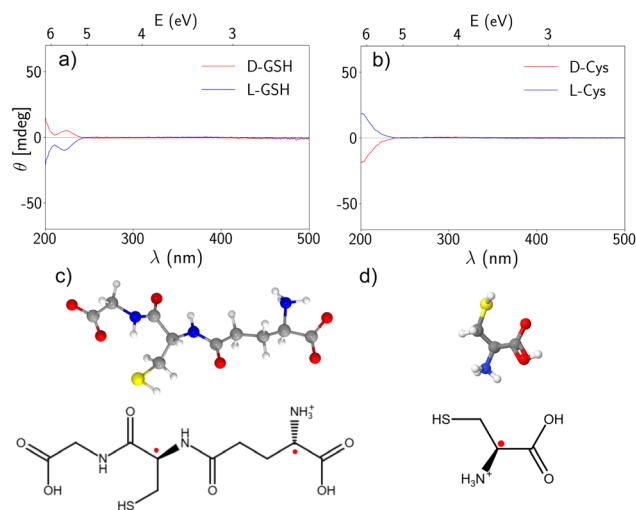 E (eV)
6 5 4 3
a)
D-GSH
L-GSH
50
0
-50
θ [mdeg]
200 300 400 500
λ (nm)
E (eV)
6 5 4 3
b)
D-Cys
L-Cys
50
0
-50
200 300 400 500
λ (nm)
c)
d)
O
OH
O
N
H
HS
H
N
O
NH₃⁺
O
OH
HS
OH
O
H₃N⁺